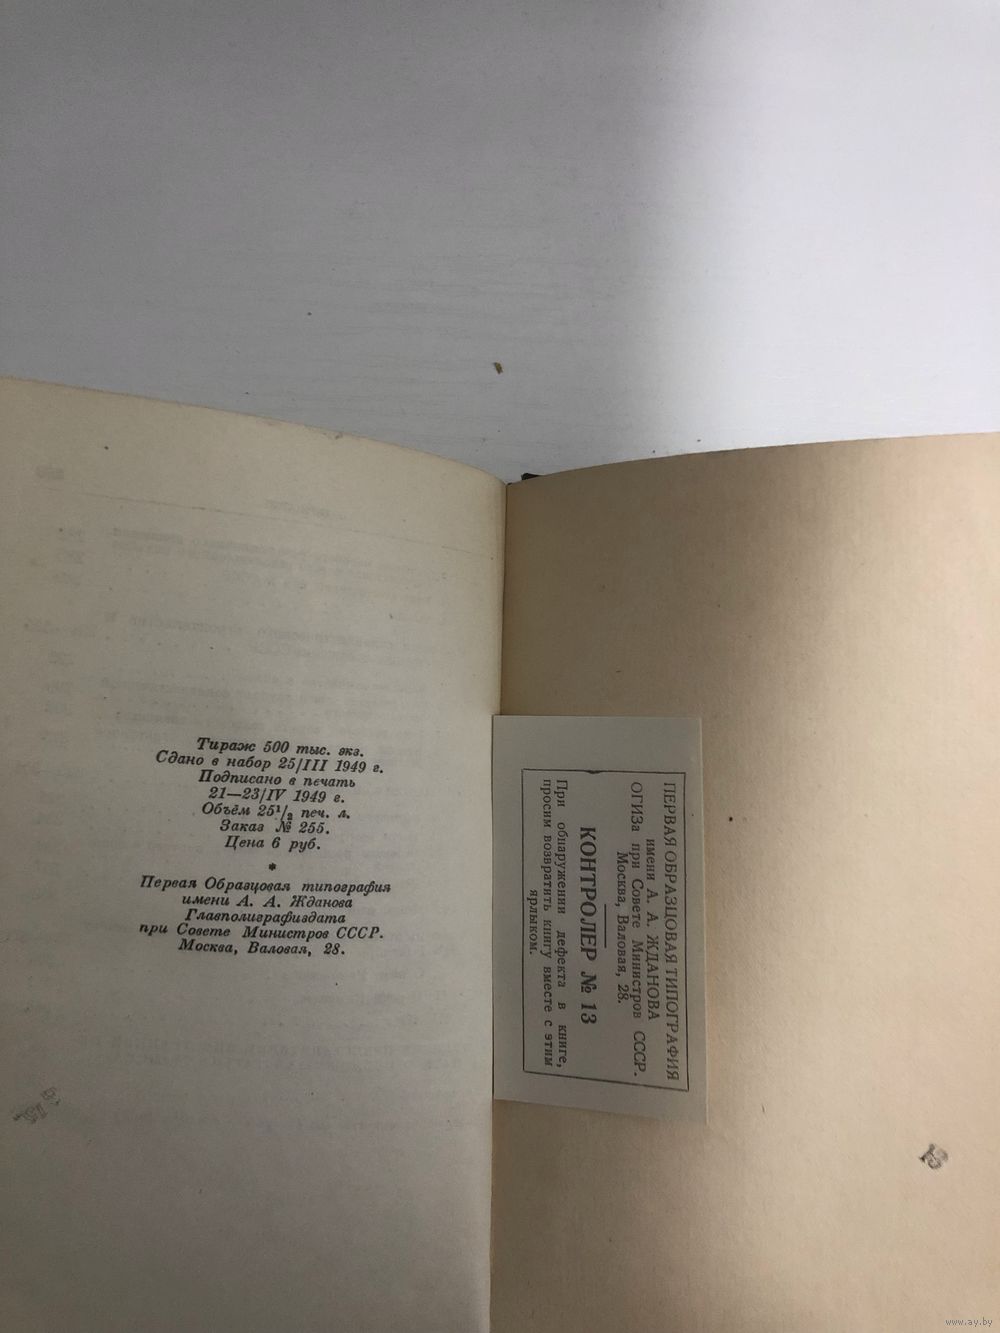 Тираж 500 тыс. экз.
Сдано в набор 25/III 1949 г.
Подписано в печать
21—23/IV 1949 г.
Объём 25¹/₂ печ. л.
Заказ № 255.
Цена 6 руб.
*
Первая Образцовая типография
имени А. А. Жданова
Главполиграфиздата
при Совете Министров СССР.
Москва, Валовая, 28.
ПЕРВАЯ ОБРАЗЦОВАЯ ТИПОГРАФИЯ
имени А. А. ЖДАНОВА
ОГИЗа при Совете Министров СССР.
Москва, Валовая, 28.
КОНТРОЛЕР № 13
При обнаружении дефекта в книге,
просим возвратить книгу вместе с этим
ярлыком.
www.ay.by